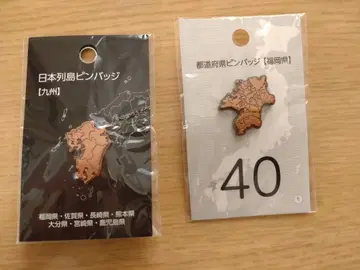 日本列島ピンバッジ
【九州】
福岡県・佐賀県・長崎県・熊本県
大分県・宮崎県・鹿児島県
都道府県ピンバッジ【福岡県】
40